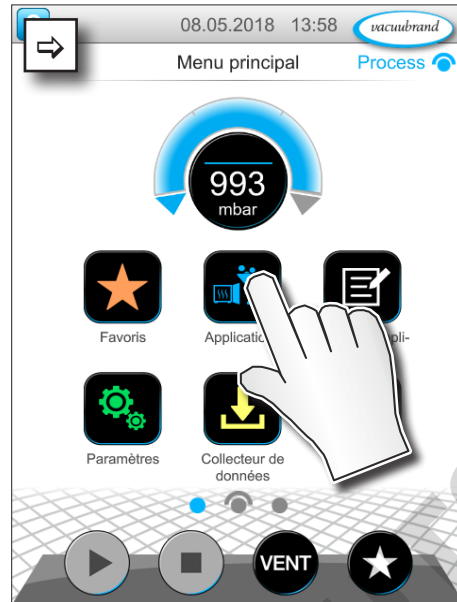 08.05.2018 13:58 vacuubrand
Menu principal Process
993
mbar
Favoris
Paramètres
Collecteur de
données
VENT